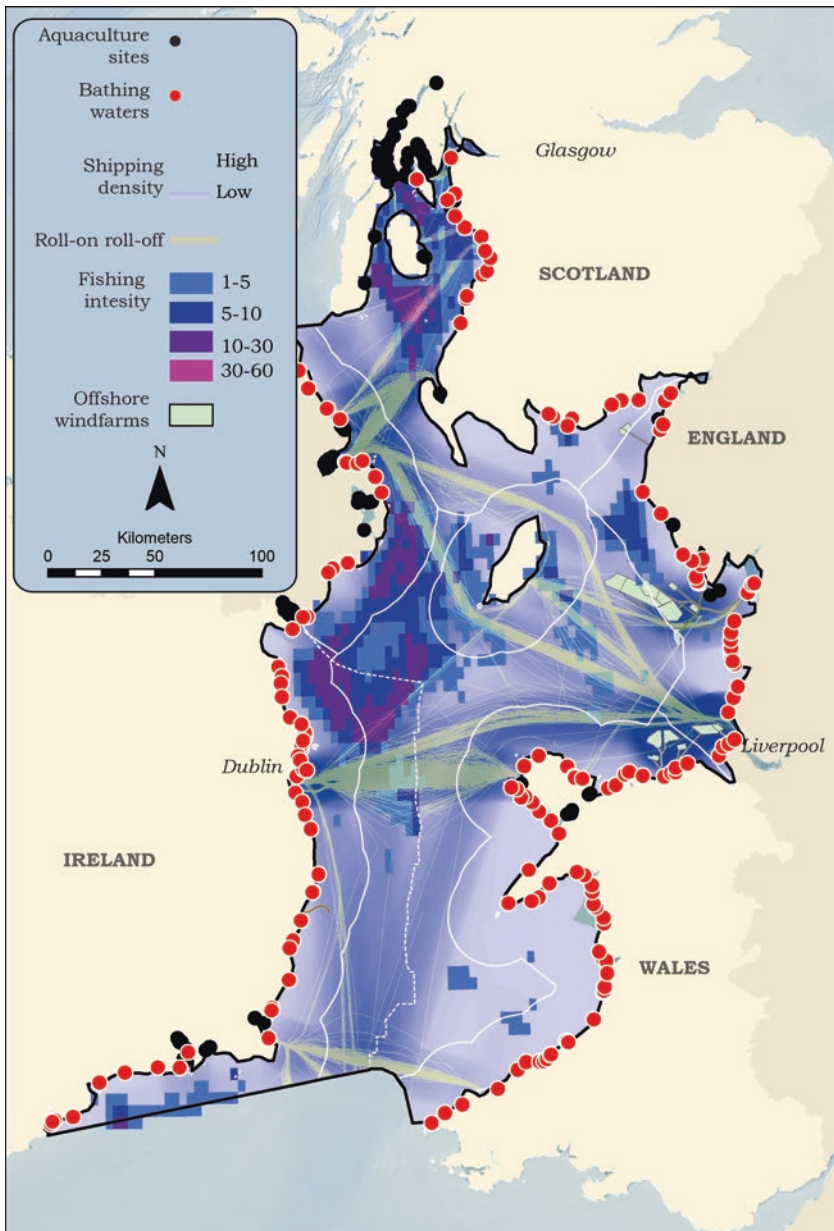 Aquaculture
sites
Bathing
waters
Shipping
density
High
Low
Roll-on roll-off
Fishing
intesity
1-5
5-10
10-30
30-60
Offshore
windfarms
N
Kilometers
0 25 50 100
Glasgow
SCOTLAND
ENGLAND
Dublin
Liverpool
IRELAND
WALES